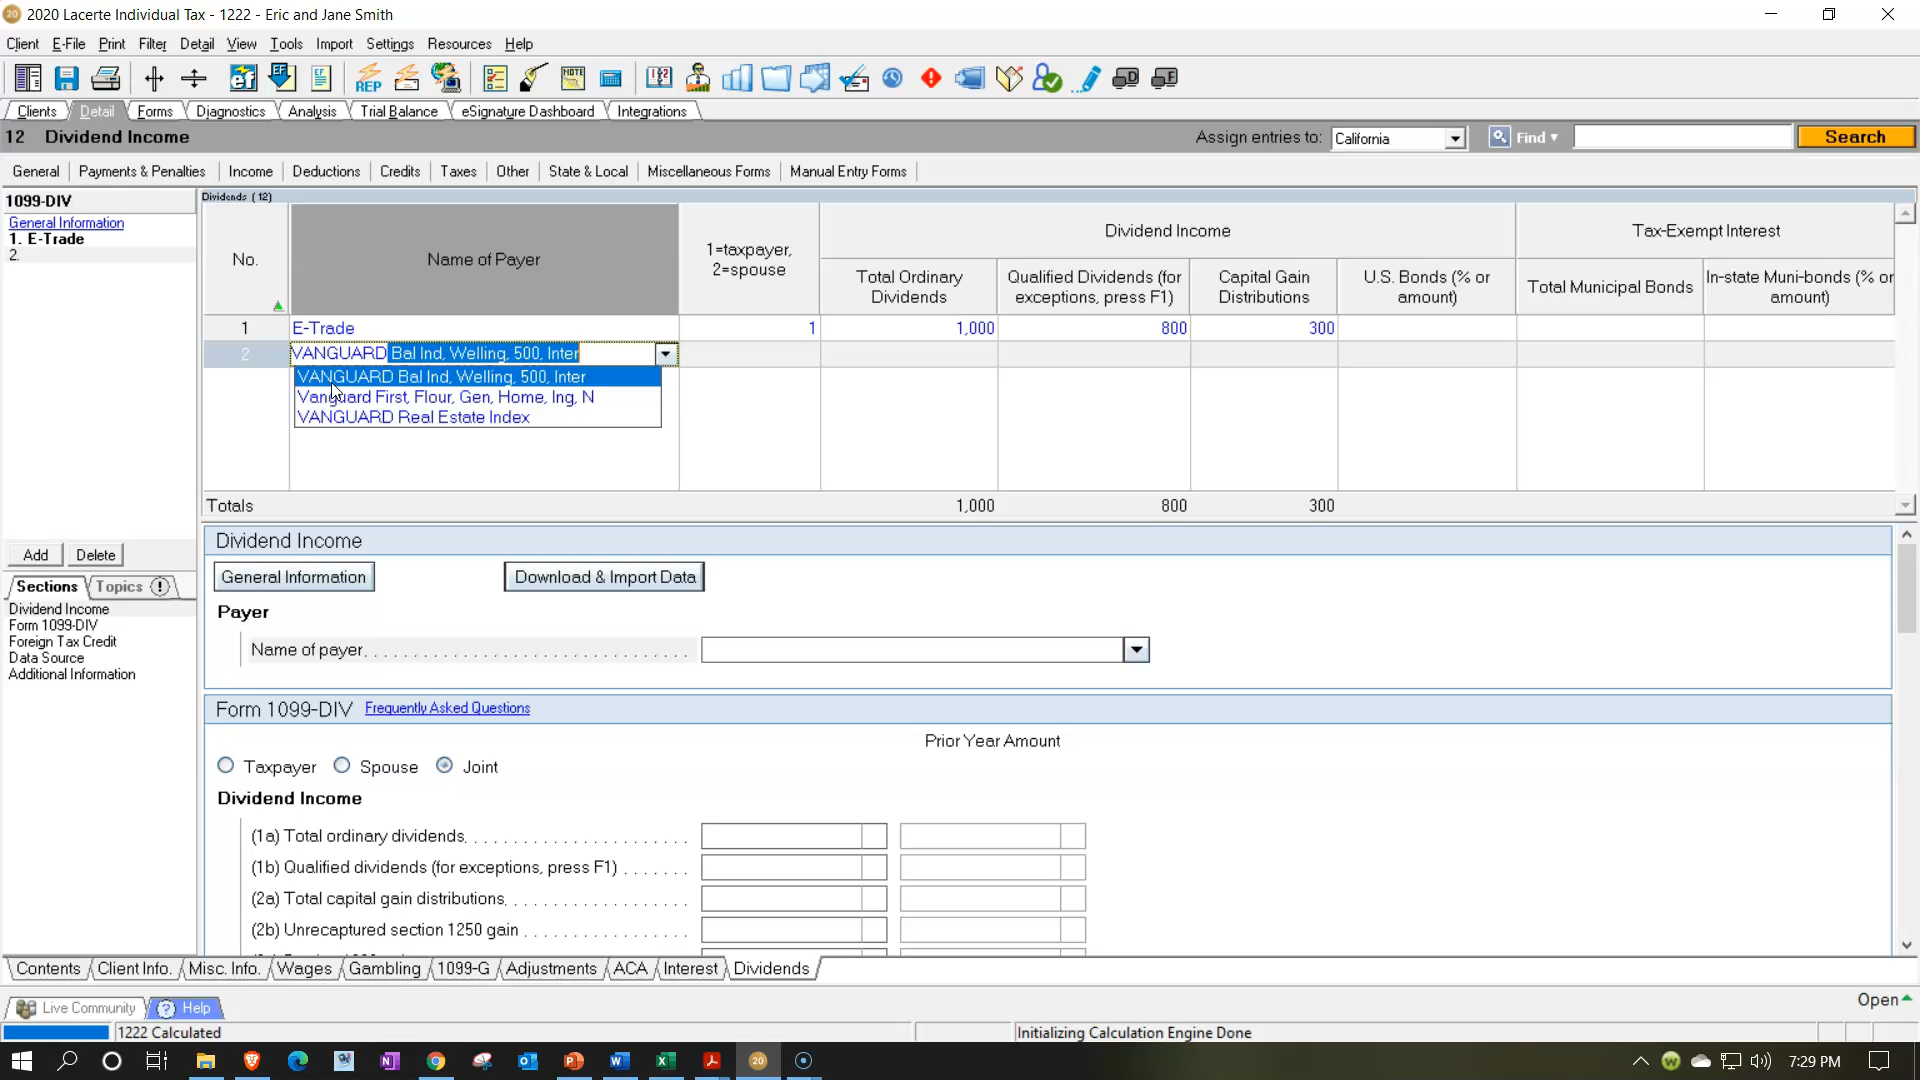 20 2020 Lacerte Individual Tax - 1222 - Eric and Jane Smith
Client E-File Print Filter Detail View Tools Import Settings Resources Help
Clients Detail Forms Diagnostics Analysis Trial Balance eSignature Dashboard Integrations
12 Dividend Income Assign entries to: California Find Search
General Payments & Penalties Income Deductions Credits Taxes Other State & Local Miscellaneous Forms Manual Entry Forms
1099-DIV
General Information
1. E-Trade
2.
Dividends (12)
No. Name of Payer 1=taxpayer, 2=spouse Dividend Income Tax-Exempt Interest
Total Ordinary Dividends Qualified Dividends (for exceptions, press F1) Capital Gain Distributions U.S. Bonds (% or amount) Total Municipal Bonds In-state Muni-bonds (% or amount)
1 E-Trade 1 1,000 800 300
2 VANGUARD Bal Ind, Welling, 500, Inter
VANGUARD Bal Ind, Welling, 500, Inter
Vanguard First, Flour, Gen, Home, Ing, N
VANGUARD Real Estate Index
Totals 1,000 800 300
Add Delete
Sections Topics
Dividend Income
Form 1099-DIV
Foreign Tax Credit
Data Source
Additional Information
Dividend Income
General Information Download & Import Data
Payer
Name of payer
Form 1099-DIV Frequently Asked Questions
Prior Year Amount
Taxpayer Spouse Joint
Dividend Income
(1a) Total ordinary dividends
(1b) Qualified dividends (for exceptions, press F1)
(2a) Total capital gain distributions
(2b) Unrecaptured section 1250 gain
Contents Client Info. Misc. Info. Wages Gambling 1099-G Adjustments ACA Interest Dividends
Live Community Help Open
1222 Calculated Initializing Calculation Engine Done
7:29 PM